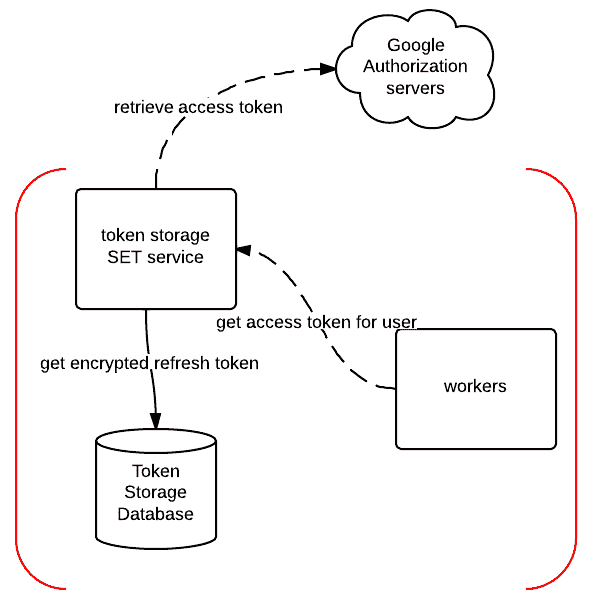 Google
Authorization
servers
retrieve access token
token storage
SET service
get access token for user
get encrypted refresh token
workers
Token
Storage
Database